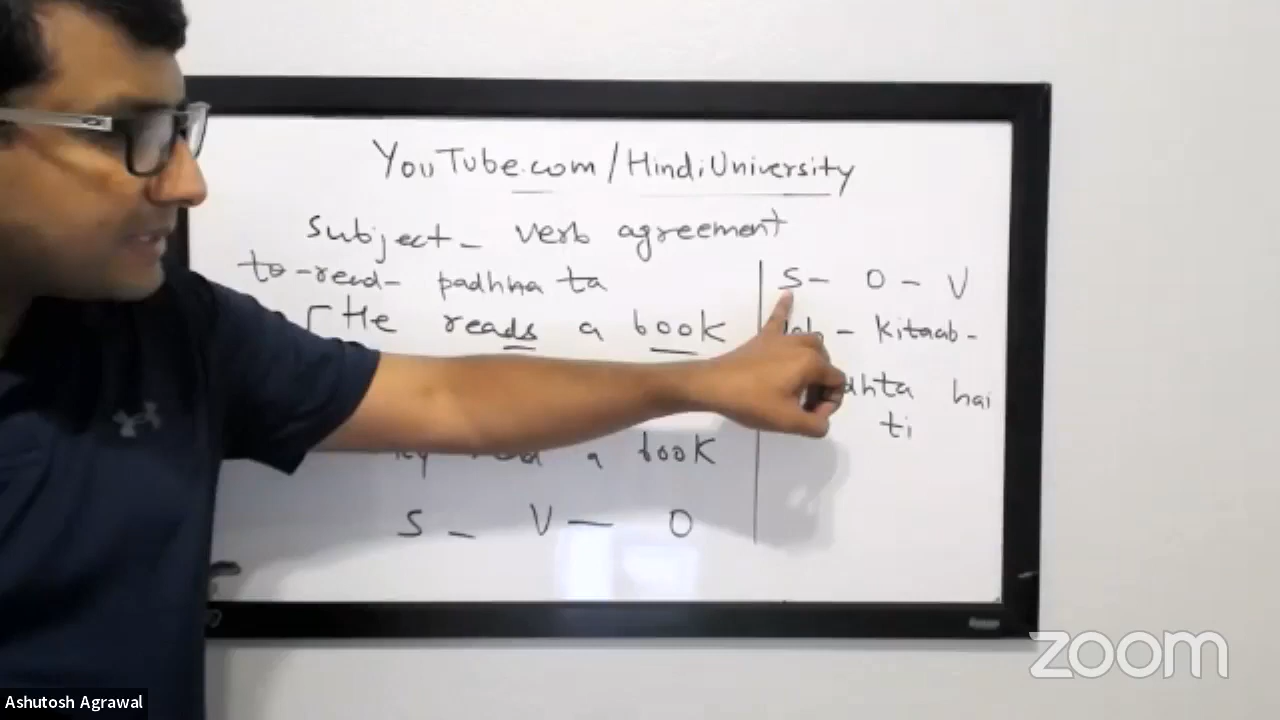 YouTube.com/HindiUniversity
Subject - verb agreement
to-read- padhna ta
He reads a book
book
S - V - O
S - O - V
- Kitaab -
hai
ti
zoom
Ashutosh Agrawal